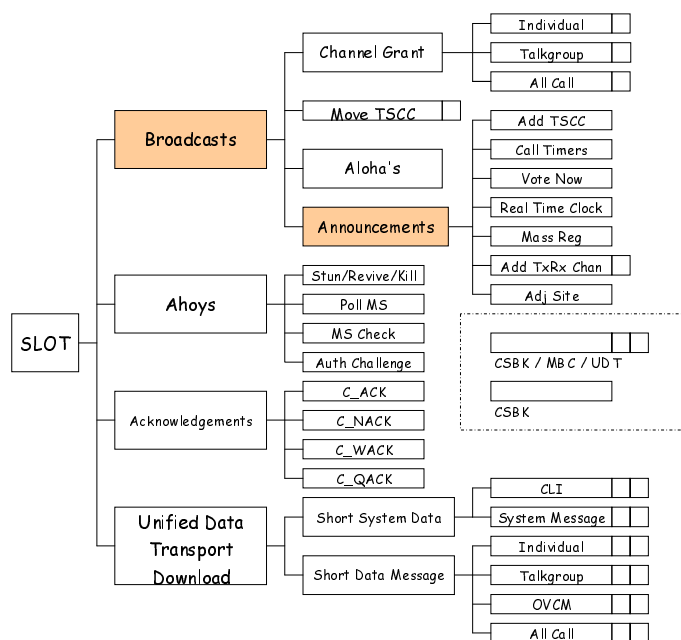 SLOT
Broadcasts
Channel Grant
Individual
Talkgroup
All Call
Move TSCC
Aloha's
Announcements
Add TSCC
Call Timers
Vote Now
Real Time Clock
Mass Reg
Add TxRx Chan
Adj Site
Ahoys
Stun/Revive/Kill
Poll MS
MS Check
Auth Challenge
CSBK / MBC / UDT
CSBK
Acknowledgements
C_ACK
C_NACK
C_WACK
C_QACK
Unified Data
Transport
Download
Short System Data
CLI
System Message
Short Data Message
Individual
Talkgroup
OVCM
All Call